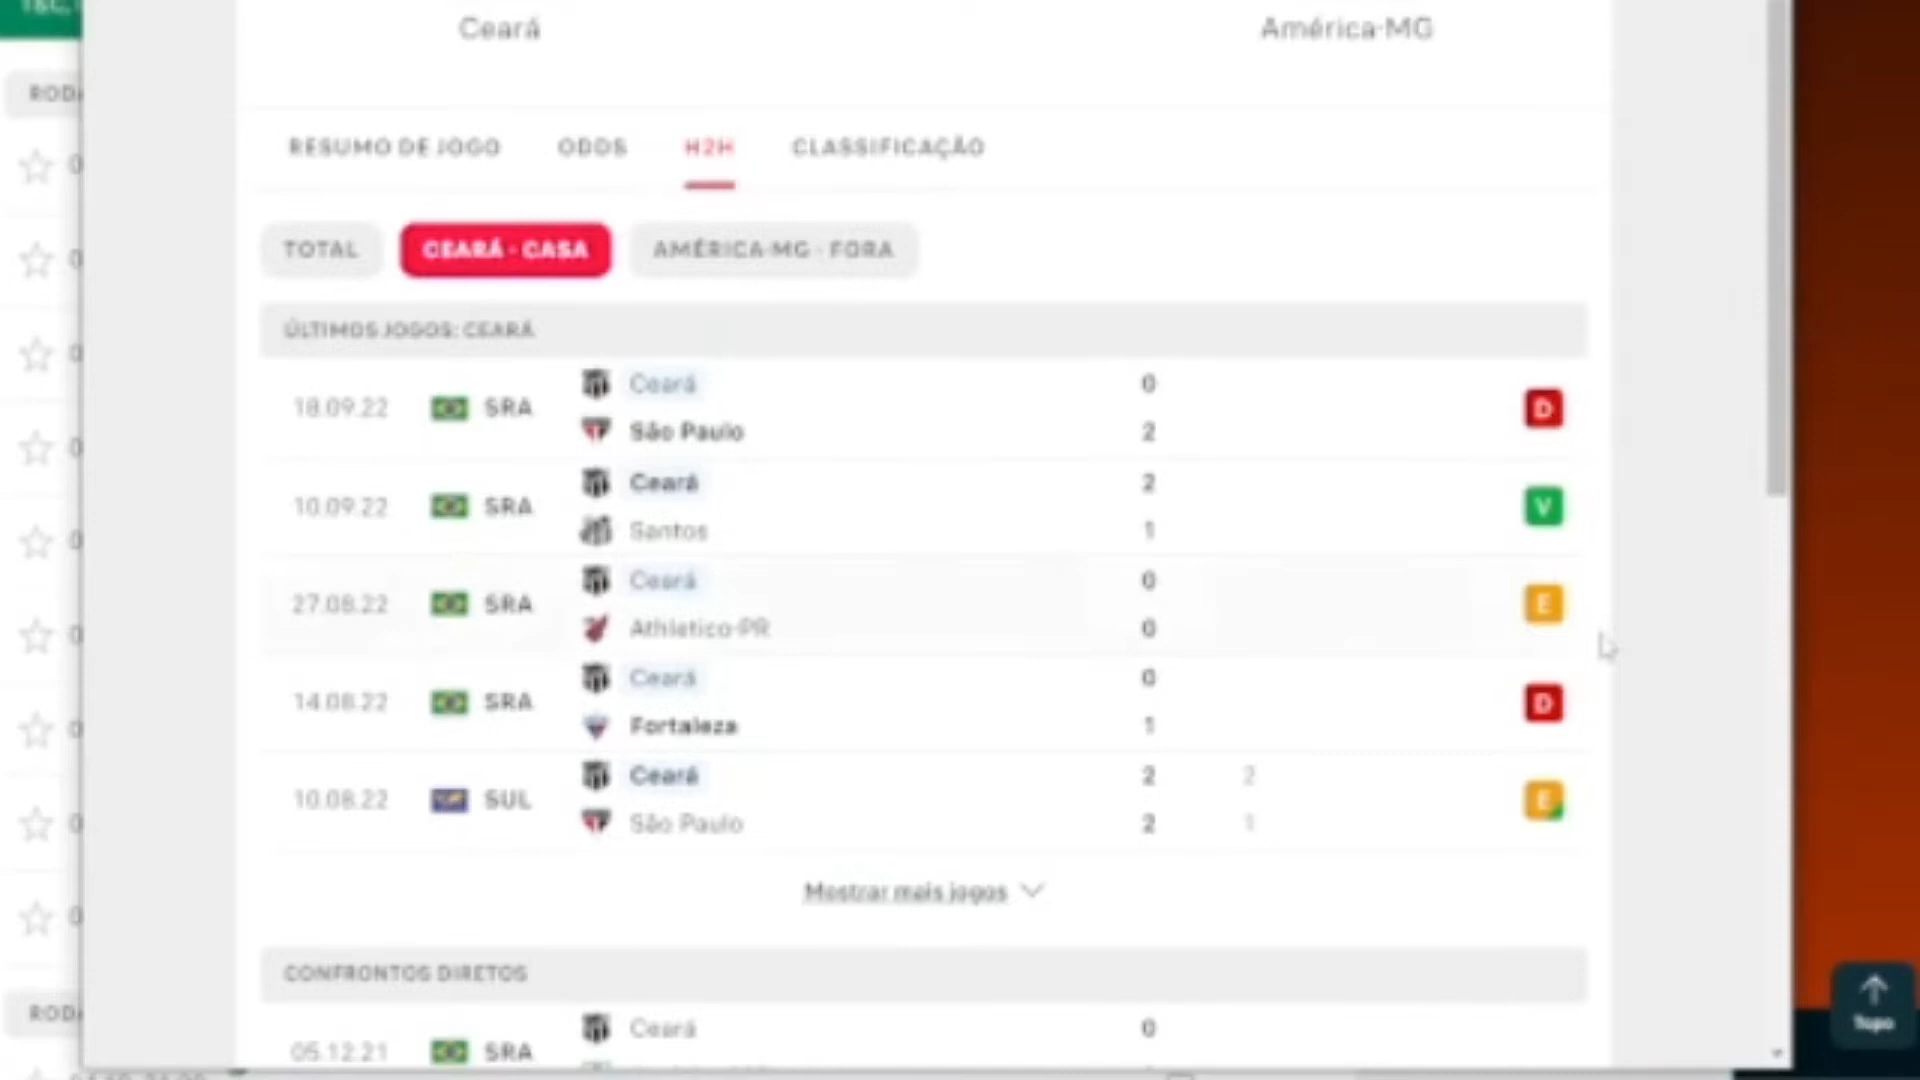 Ceará América-MG
RODA
RESUMO DE JOGO ODDS H2H CLASSIFICAÇÃO
TOTAL CEARÁ - CASA AMÉRICA-MG - FORA
ÚLTIMOS JOGOS: CEARÁ
18.09.22 SRA Ceará 0 D
São Paulo 2
10.09.22 SRA Ceará 2 V
Santos 1
27.08.22 SRA Ceará 0 E
Athletico-PR 0
14.08.22 SRA Ceará 0 D
Fortaleza 1
10.08.22 SUL Ceará 2 2 E
São Paulo 2 1
Mostrar mais jogos
CONFRONTOS DIRETOS
RODA
05.12.21 SRA Ceará 0
Topo